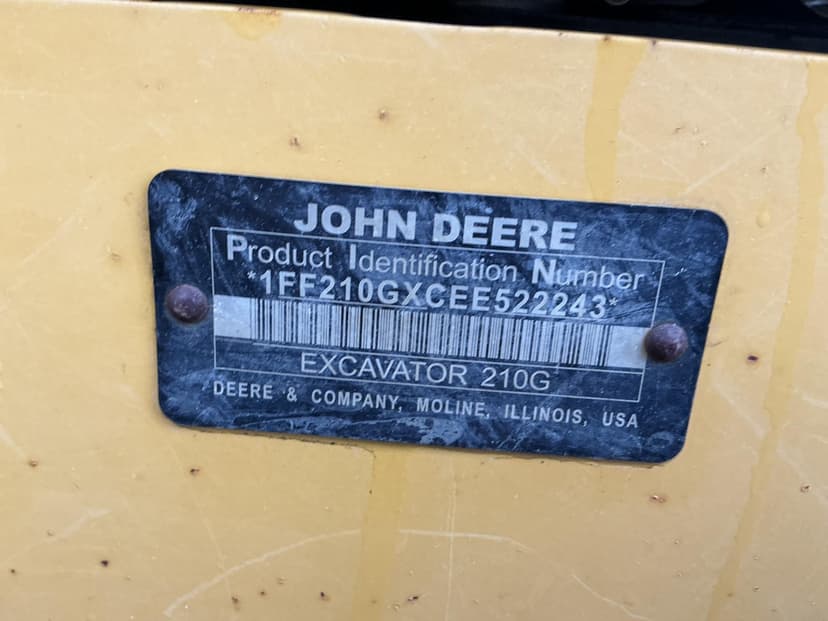 JOHN DEERE
Product Identification Number
*1FF210GXCEE522243*
EXCAVATOR 210G
DEERE & COMPANY, MOLINE, ILLINOIS, USA